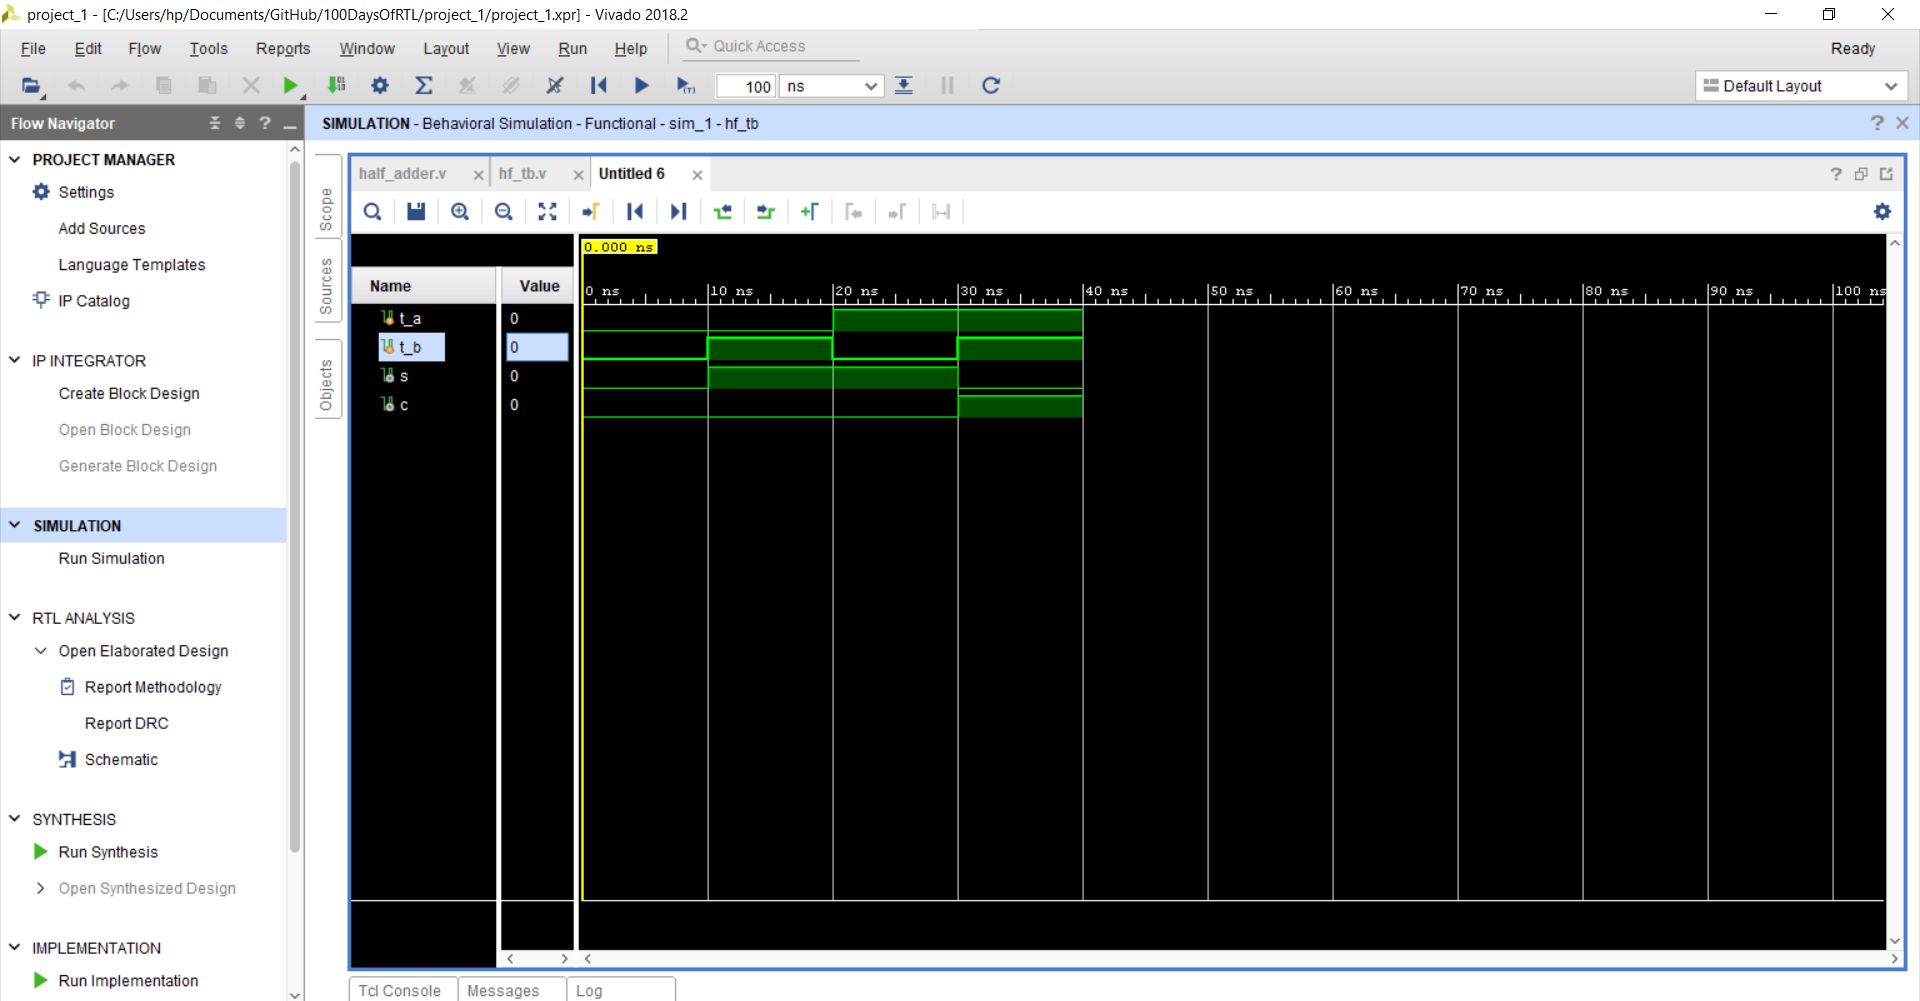 project_1 - [C:/Users/hp/Documents/GitHub/100DaysOfRTL/project_1/project_1.xpr] - Vivado 2018.2
File Edit Flow Tools Reports Window Layout View Run Help Quick Access Ready
100 ns Default Layout
Flow Navigator
SIMULATION - Behavioral Simulation - Functional - sim_1 - hf_tb
PROJECT MANAGER
Settings
Add Sources
Language Templates
IP Catalog
IP INTEGRATOR
Create Block Design
Open Block Design
Generate Block Design
SIMULATION
Run Simulation
RTL ANALYSIS
Open Elaborated Design
Report Methodology
Report DRC
Schematic
SYNTHESIS
Run Synthesis
Open Synthesized Design
IMPLEMENTATION
Run Implementation
Scope
Sources
Objects
half_adder.v hf_tb.v Untitled 6
0.000 ns
Name Value
0 ns 10 ns 20 ns 30 ns 40 ns 50 ns 60 ns 70 ns 80 ns 90 ns 100 ns
t_a 0
t_b 0
s 0
c 0
Tcl Console Messages Log